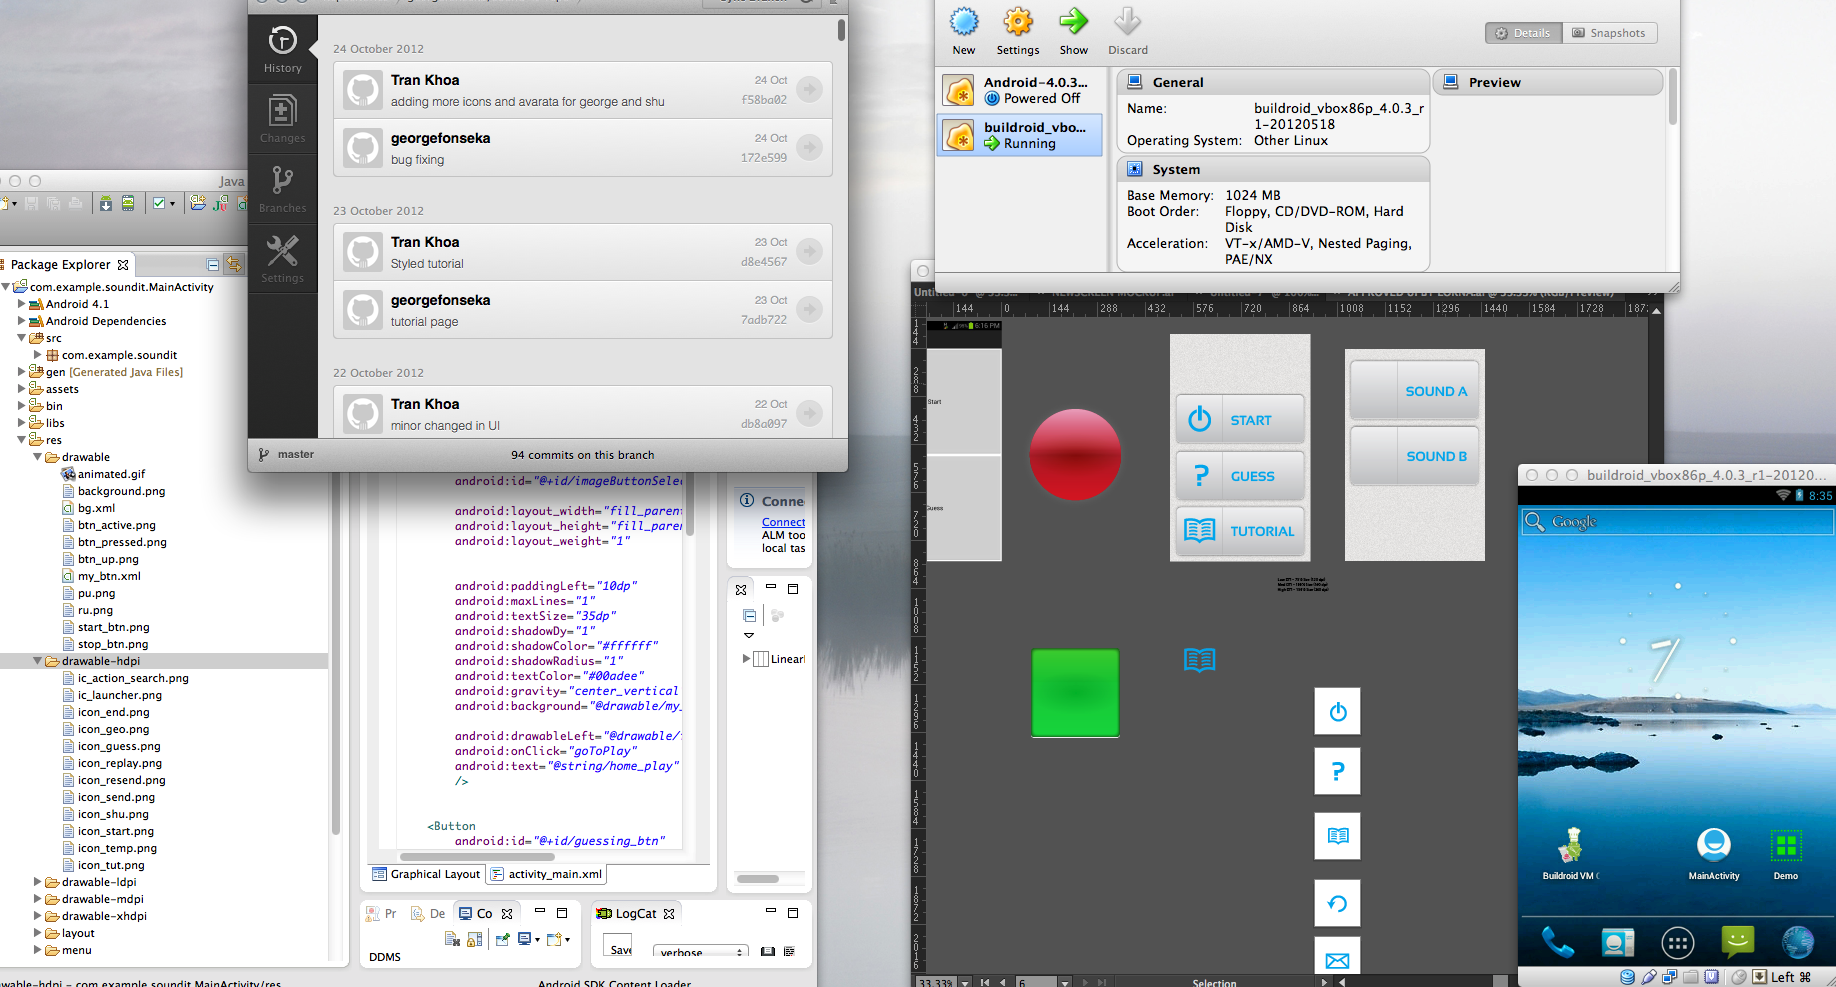 History
Changes
Branches
Settings
24 October 2012
Tran Khoa
24 Oct
adding more icons and avarata for george and shu
f58ba02
georgefonseka
24 Oct
bug fixing
172e599
23 October 2012
Tran Khoa
23 Oct
Styled tutorial
d8e4567
georgefonseka
23 Oct
tutorial page
7adb722
22 October 2012
Tran Khoa
22 Oct
minor changed in UI
db8a097
master
94 commits on this branch
Java
Package Explorer
com.example.soundit.MainActivity
Android 4.1
Android Dependencies
src
com.example.soundit
gen [Generated Java Files]
assets
bin
libs
res
drawable
animated.gif
background.png
bg.xml
btn_active.png
btn_pressed.png
btn_up.png
my_btn.xml
pu.png
ru.png
start_btn.png
stop_btn.png
drawable-hdpi
ic_action_search.png
ic_launcher.png
icon_end.png
icon_geo.png
icon_guess.png
icon_replay.png
icon_resend.png
icon_send.png
icon_shu.png
icon_start.png
icon_temp.png
icon_tut.png
drawable-ldpi
drawable-mdpi
drawable-xhdpi
layout
menu
android:id="@+id/imageButtonSelec
android:layout_width="fill_parent
android:layout_height="fill_paren
android:layout_weight="1"
android:paddingLeft="10dp"
android:maxLines="1"
android:textSize="35dp"
android:shadowDy="1"
android:shadowColor="#ffffff"
android:shadowRadius="1"
android:textColor="#00adee"
android:gravity="center_vertical
android:background="@drawable/my_
android:drawableLeft="@drawable/
android:onClick="goToPlay"
android:text="@string/home_play"
/>
<Button
android:id="@+id/guessing_btn"
Graphical Layout
activity_main.xml
Connec
Connect
ALM too
local tas
Linearl
Pr
De
Co
DDMS
LogCat
Save
verbose
Android SDK Content Loader
New
Settings
Show
Discard
Details
Snapshots
Android-4.0.3...
Powered Off
buildroid_vbo...
Running
General
Name: buildroid_vbox86p_4.0.3_r
1-20120518
Operating System: Other Linux
System
Base Memory: 1024 MB
Boot Order: Floppy, CD/DVD-ROM, Hard
Disk
Acceleration: VT-x/AMD-V, Nested Paging,
PAE/NX
Preview
144 0 144 288 432 576 720 864 1008 1152 1296 1440 1584 1728 187
6:16 PM
Start
Guess
START
GUESS
TUTORIAL
SOUND A
SOUND B
33.33%
6
Selection
buildroid_vbox86p_4.0.3_r1-20120...
8:35
Google
Buildroid VM
MainActivity
Demo
Left ⌘